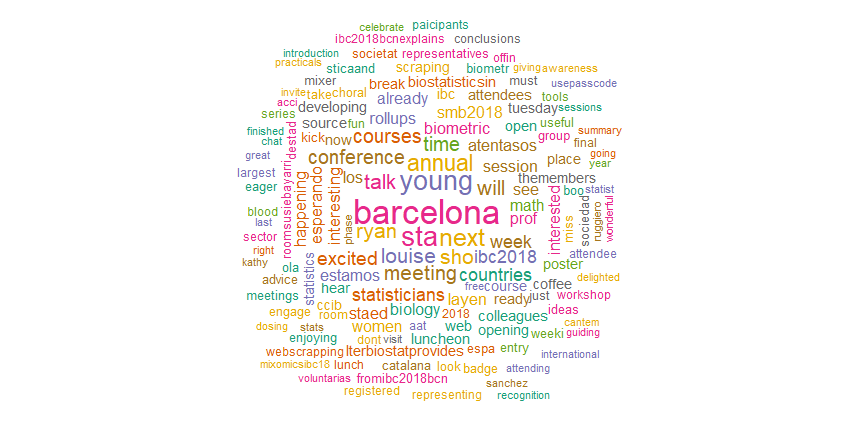 celebrate paicipants
ibc2018bcnexplains conclusions
introduction societat representatives offin
practicals sticaand scraping biometr giving awareness
mixer break biostatisticsin usepasscode
invite take choral already ibc attendees must tools
acci developing rollups smb2018 tuesday sessions
series source fun biometric open useful
finished kick now courses time atentasos group summary
chat destad conference annual session place final going
great los talk young will see themembers year
largest happening esperando interesting math boo statist
eager roomsusiebayarri phase barcelona prof interested miss sociedad ruggiero wonderful
blood ryan sta next week
last
sector excited louise sho ibc2018 attendee
right statistics meeting countries poster
kathy ola estamos free course coffee delighted
advice hear statisticians layen ready just workshop
meetings ccib biology 2018 colleagues ideas
engage room staed web opening cantem
dosing stats women aat weeki guiding
enjoying dont visit luncheon international
webscrapping lterbiostatprovides espa entry
mixomicsibc18 lunch catalana look badge attending
voluntarias fromibc2018bcn sanchez
registered representing recognition